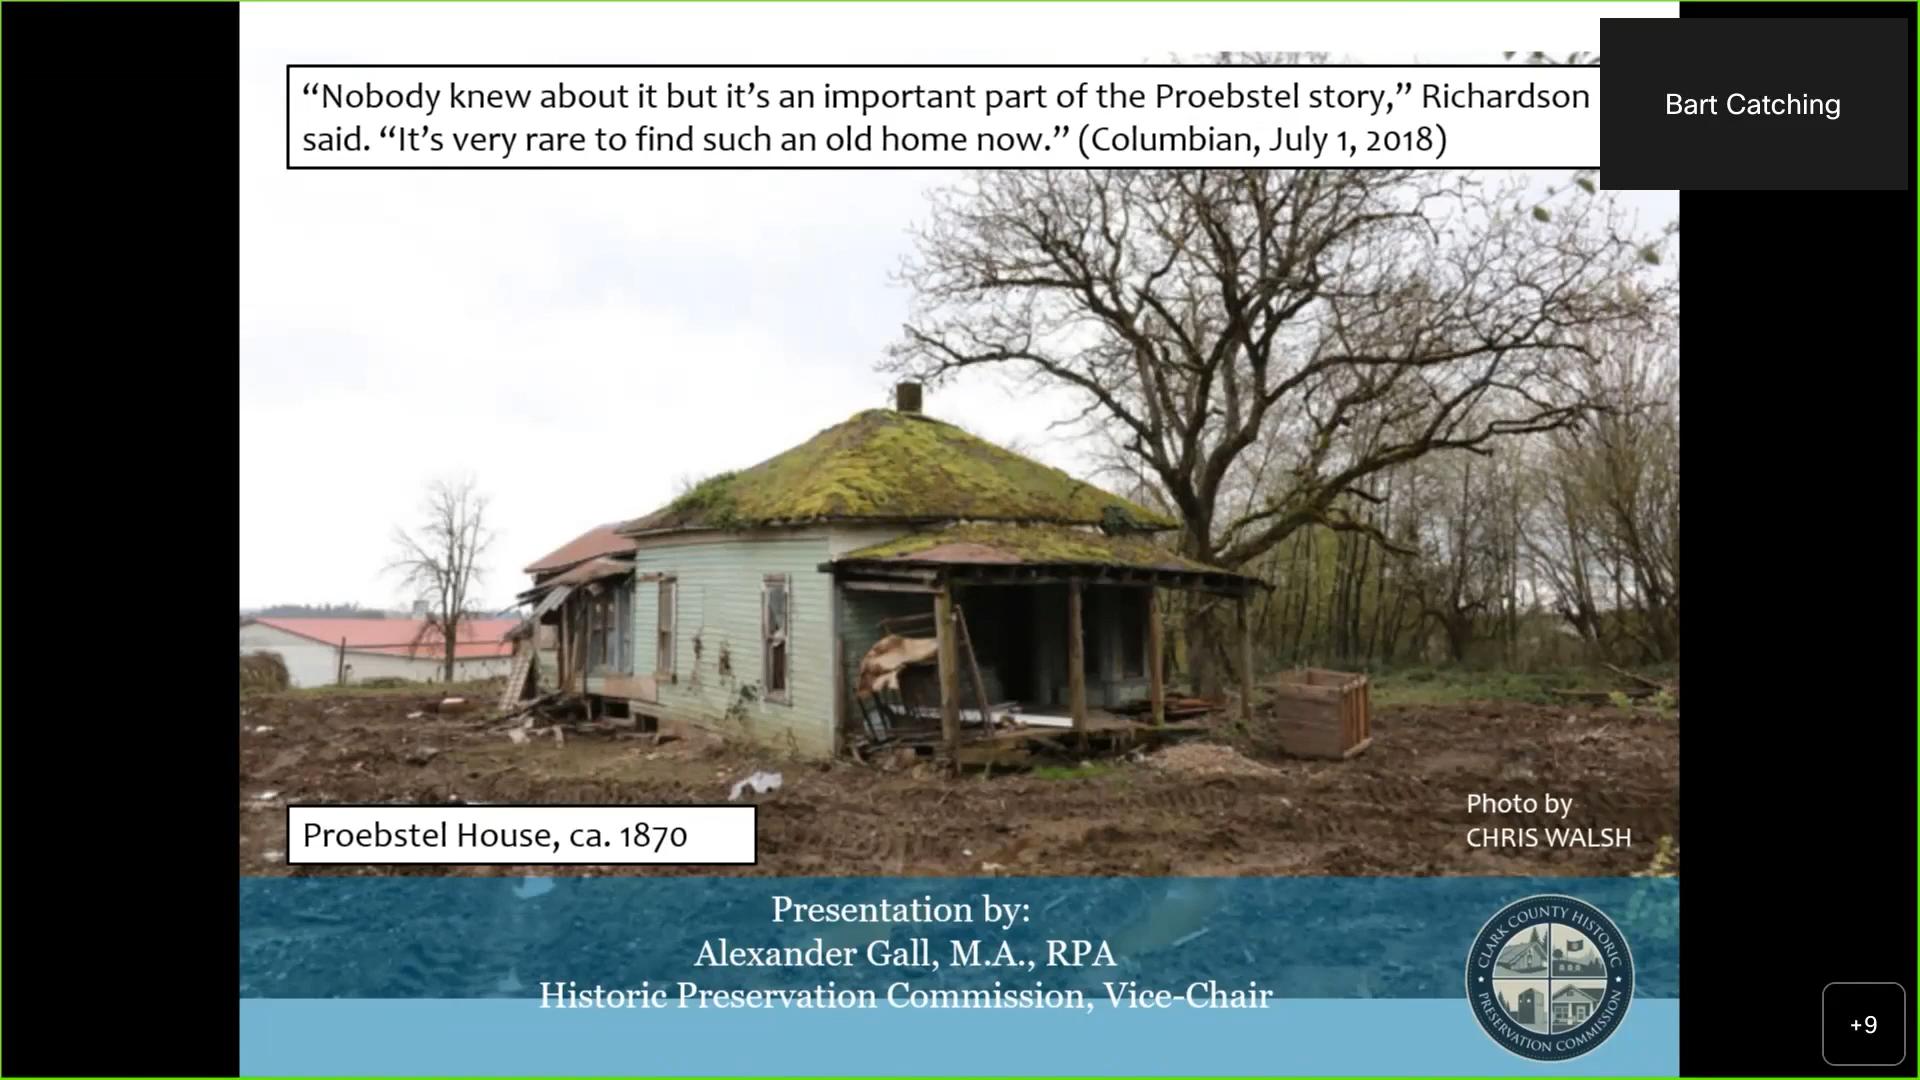 “Nobody knew about it but it’s an important part of the Proebstel story,” Richardson
said. “It’s very rare to find such an old home now.” (Columbian, July 1, 2018)
Bart Catching
Proebstel House, ca. 1870
Photo by
CHRIS WALSH
Presentation by:
Alexander Gall, M.A., RPA
Historic Preservation Commission, Vice-Chair
CLARK COUNTY HISTORIC
PRESERVATION COMMISSION
+9